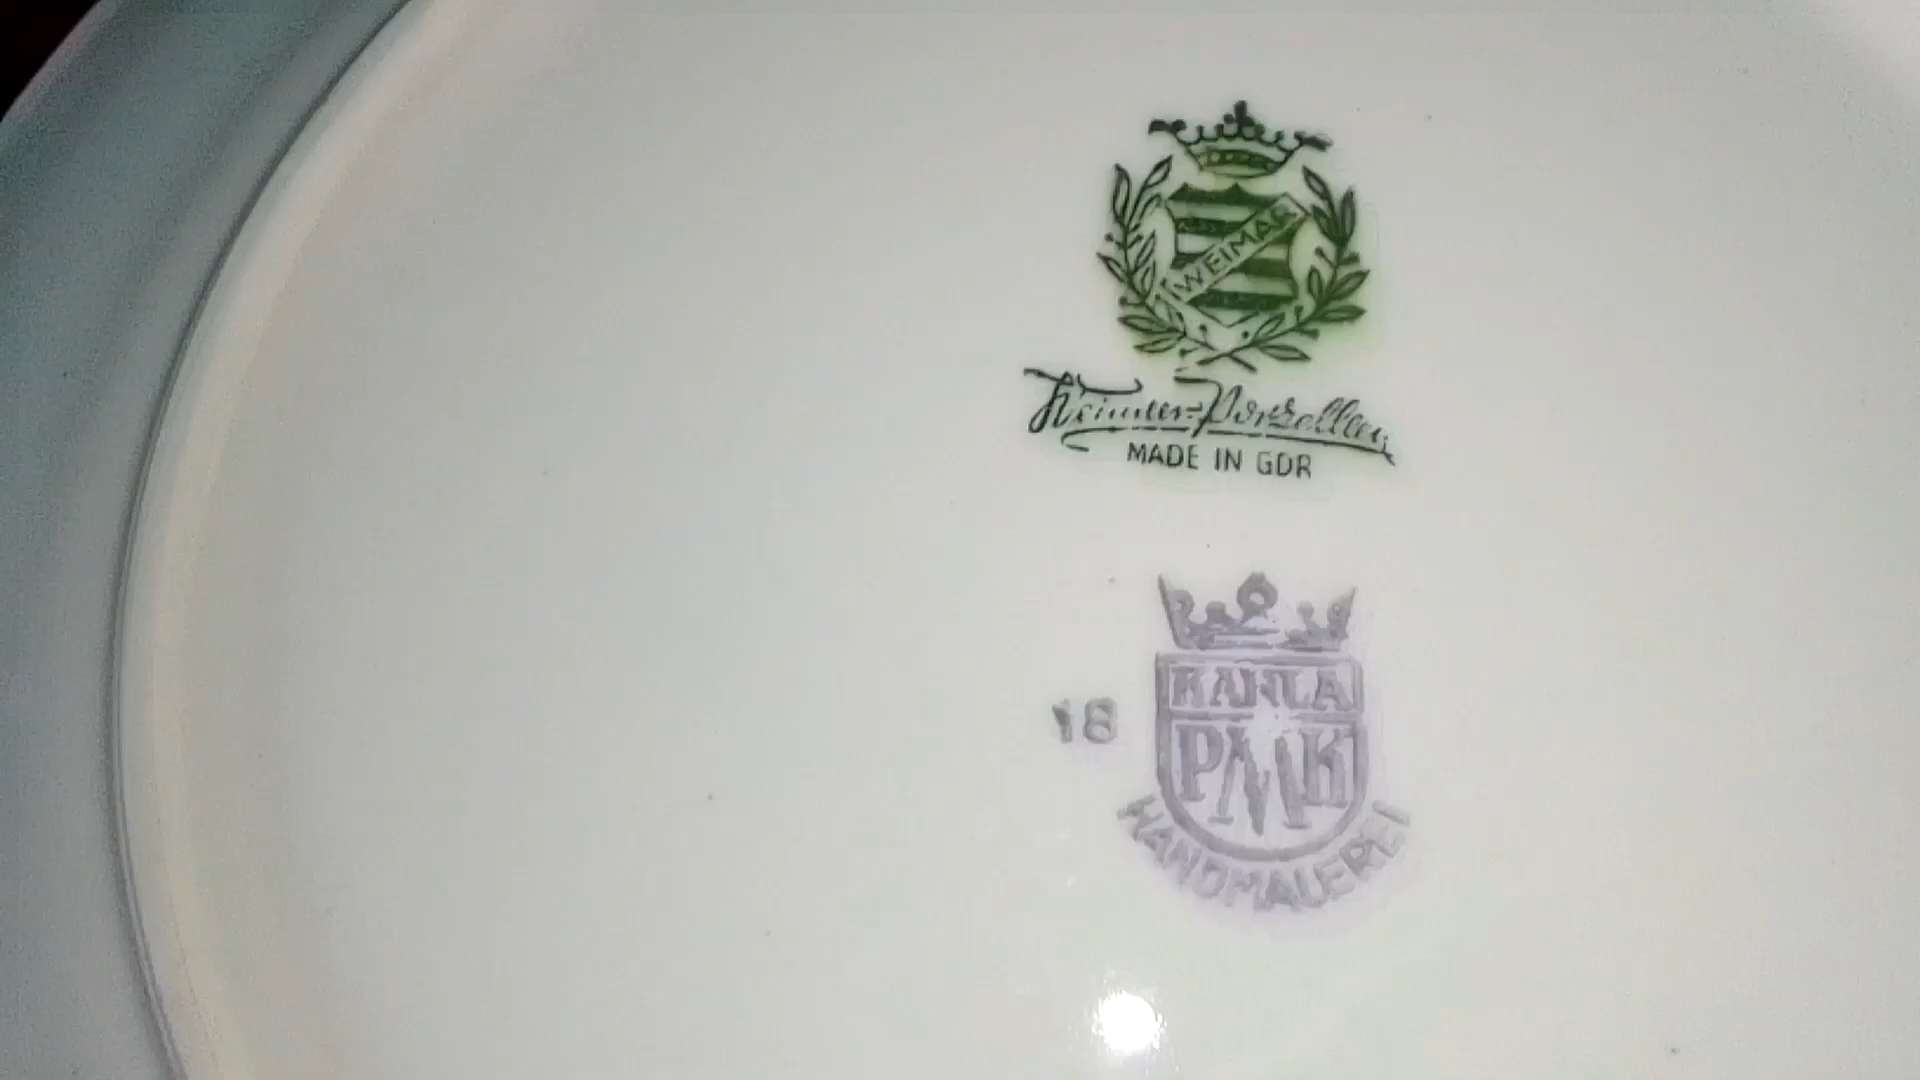 WEIMAR
Weimar-Porzellan
MADE IN GDR
KAHLA
18
PMK
HANDMALEREI